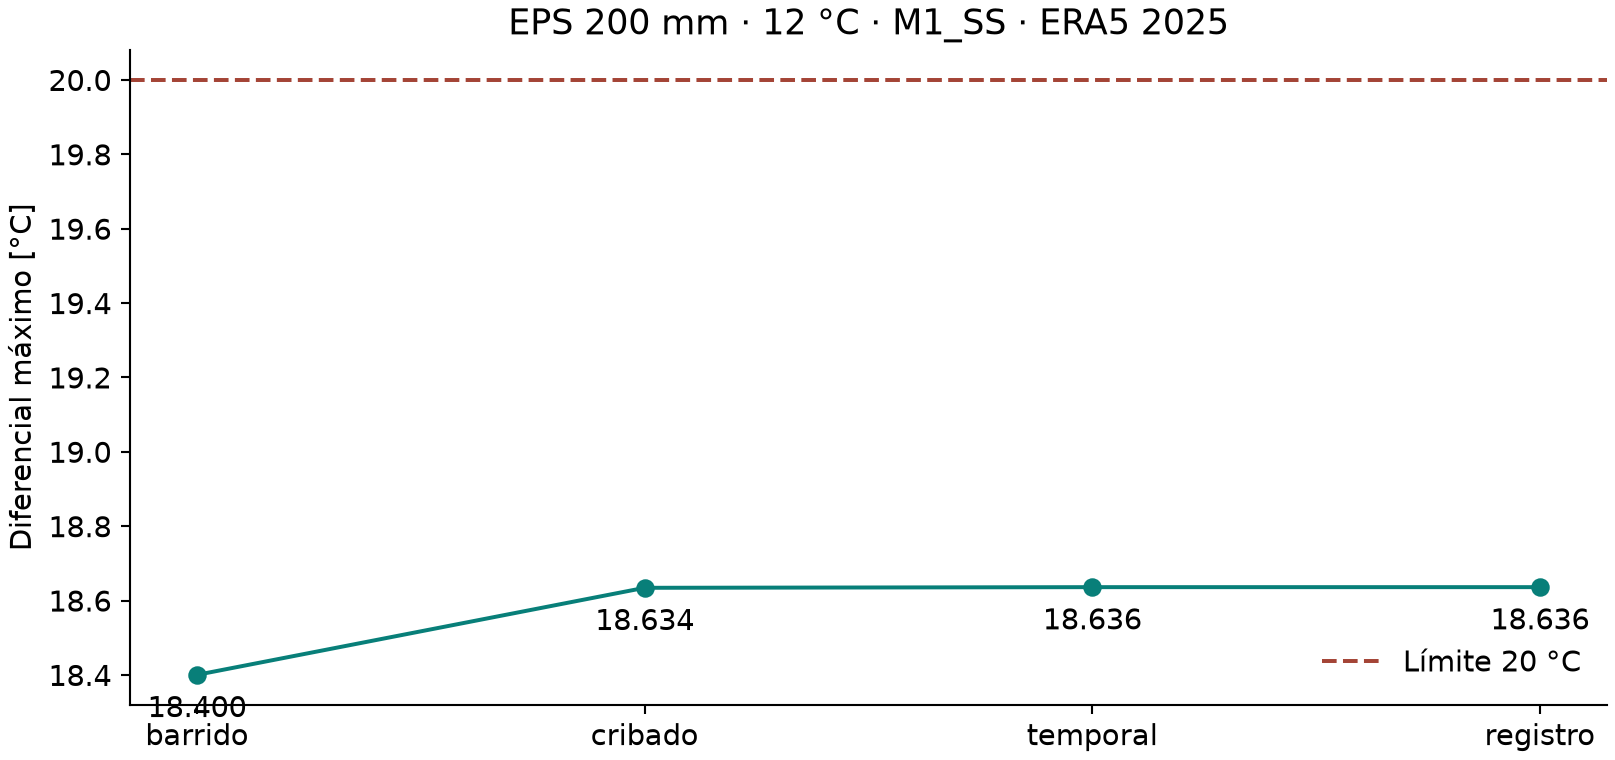 EPS 200 mm · 12 °C · M1_SS · ERA5 2025
Diferencial máximo [°C]
20.0
19.8
19.6
19.4
19.2
19.0
18.8
18.6
18.4
18.400
18.634
18.636
18.636
Límite 20 °C
barrido
cribado
temporal
registro